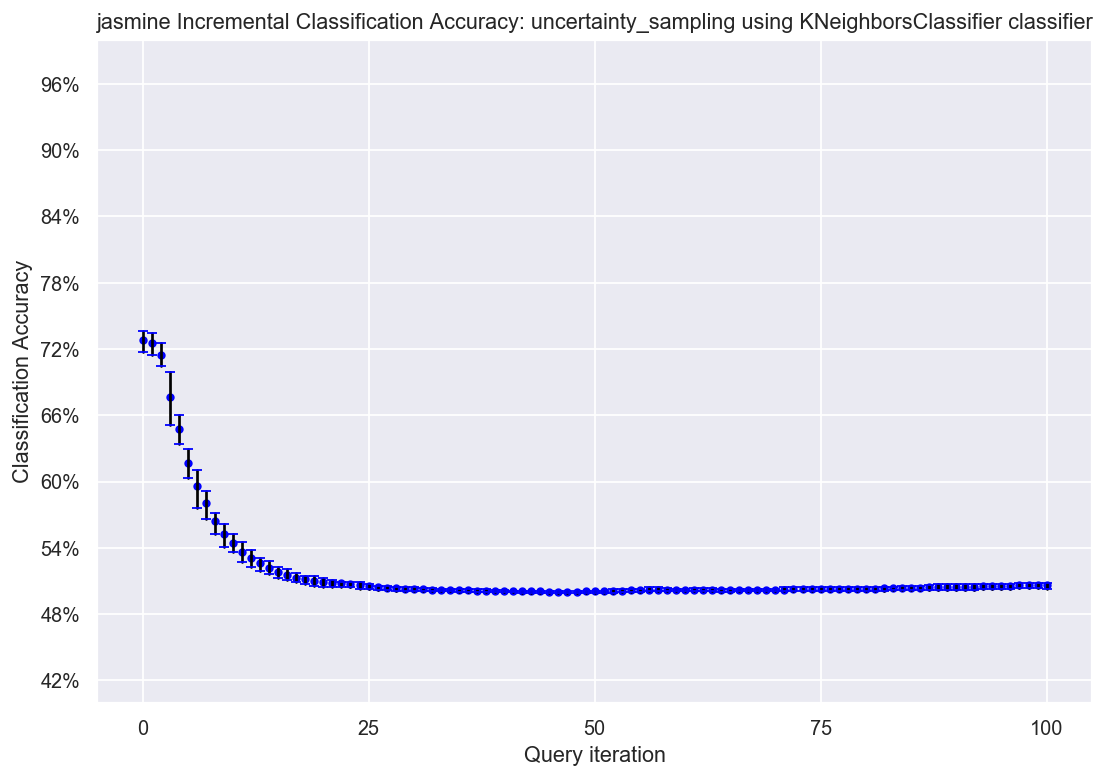 jasmine Incremental Classification Accuracy: uncertainty_sampling using KNeighborsClassifier classifier
96%
90%
84%
78%
72%
66%
60%
54%
48%
42%
Classification Accuracy
0 25 50 75 100
Query iteration